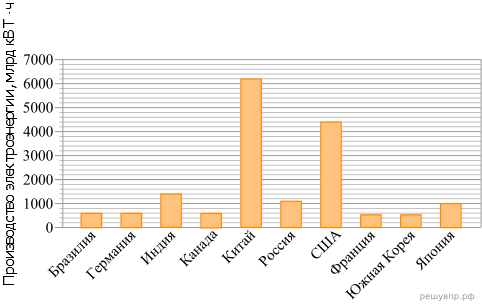 Производство электроэнергии, млрд кВТ · ч
7000
6000
5000
4000
3000
2000
1000
0
Бразилия
Германия
Индия
Канада
Китай
Россия
США
Франция
Южная Корея
Япония
решувпр.рф